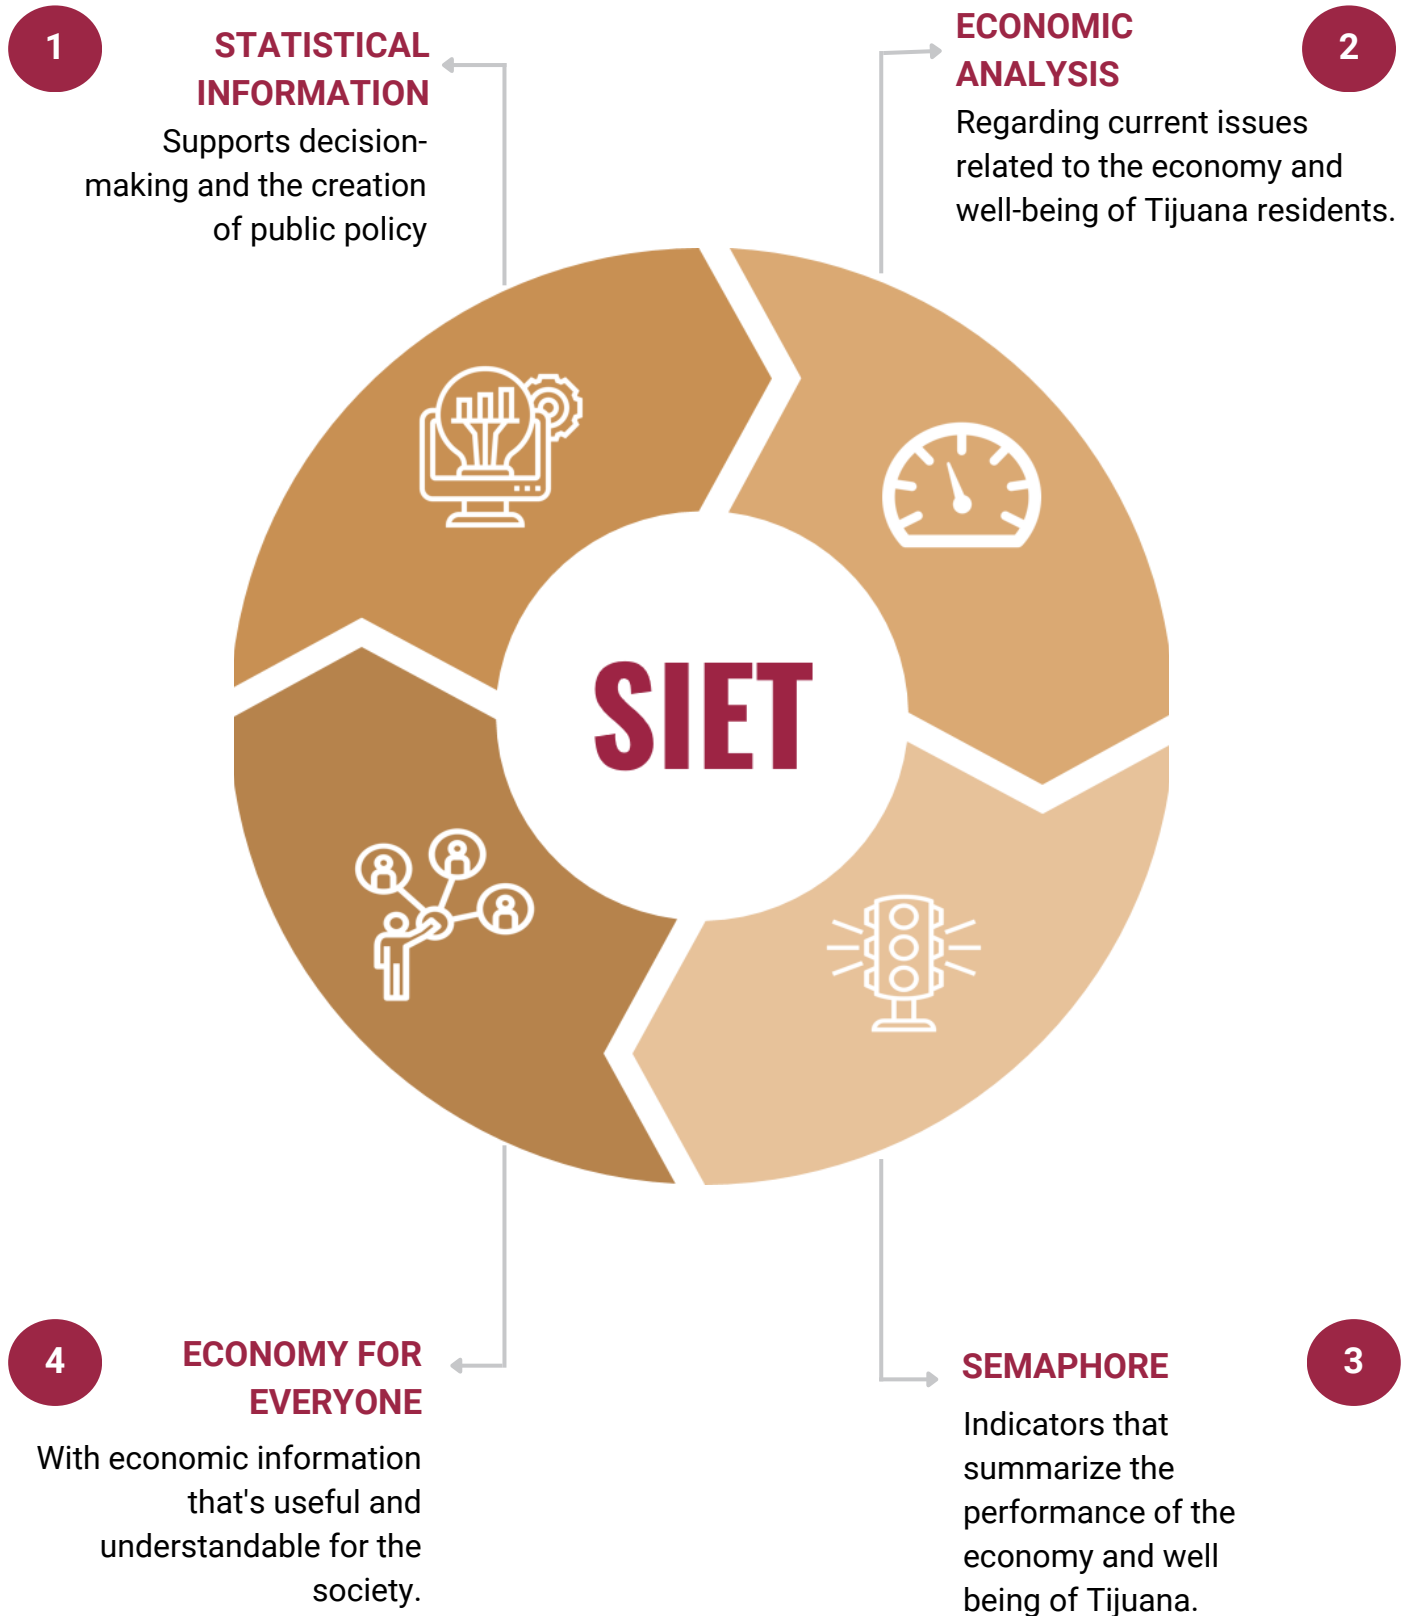 1
STATISTICAL
INFORMATION
Supports decision-
making and the creation
of public policy
ECONOMIC
ANALYSIS
2
Regarding current issues
related to the economy and
well-being of Tijuana residents.
SIET
4
ECONOMY FOR
EVERYONE
With economic information
that's useful and
understandable for the
society.
SEMAPHORE
3
Indicators that
summarize the
performance of the
economy and well
being of Tijuana.